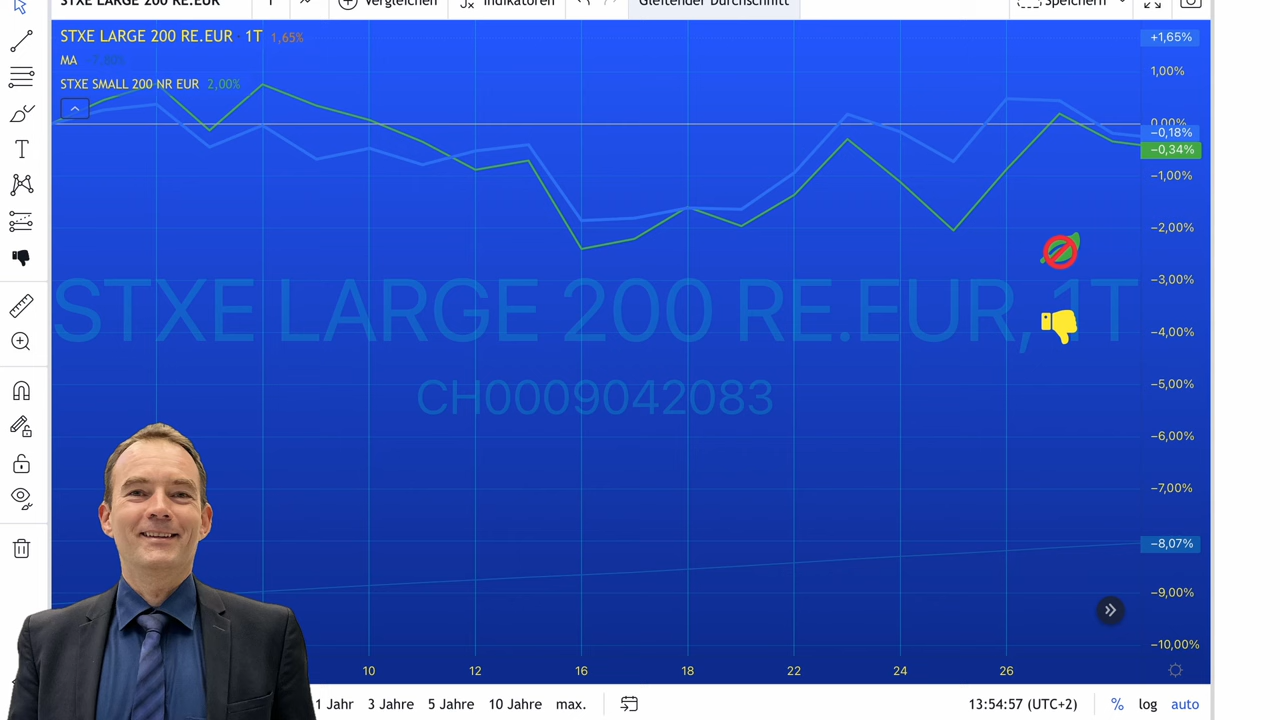 STXE LARGE 200 RE.EUR
1
Vergleichen
Indikatoren
Gleitender Durchschnitt
Speichern
STXE LARGE 200 RE.EUR · 1T 1,65%
MA −7,80%
STXE SMALL 200 NR EUR 2,00%
+1,65%
1,00%
0,00%
−0,18%
−0,34%
−1,00%
−2,00%
−3,00%
−4,00%
−5,00%
−6,00%
−7,00%
−8,07%
−9,00%
−10,00%
STXE LARGE 200 RE.EUR, 1T
CH0009042083
10 12 16 18 22 24 26
1 Jahr 3 Jahre 5 Jahre 10 Jahre max.
13:54:57 (UTC+2) % log auto